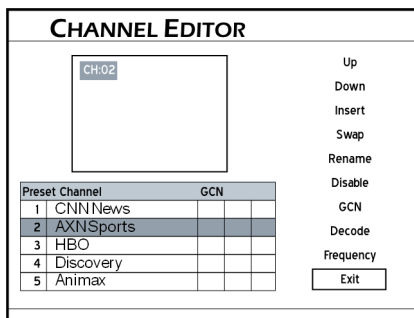 CHANNEL EDITOR
CH:02
Up
Down
Insert
Swap
Rename
Disable
GCN
Decode
Frequency
Exit
Preset Channel GCN
1 CNN News
2 AXNSports
3 HBO
4 Discovery
5 Animax